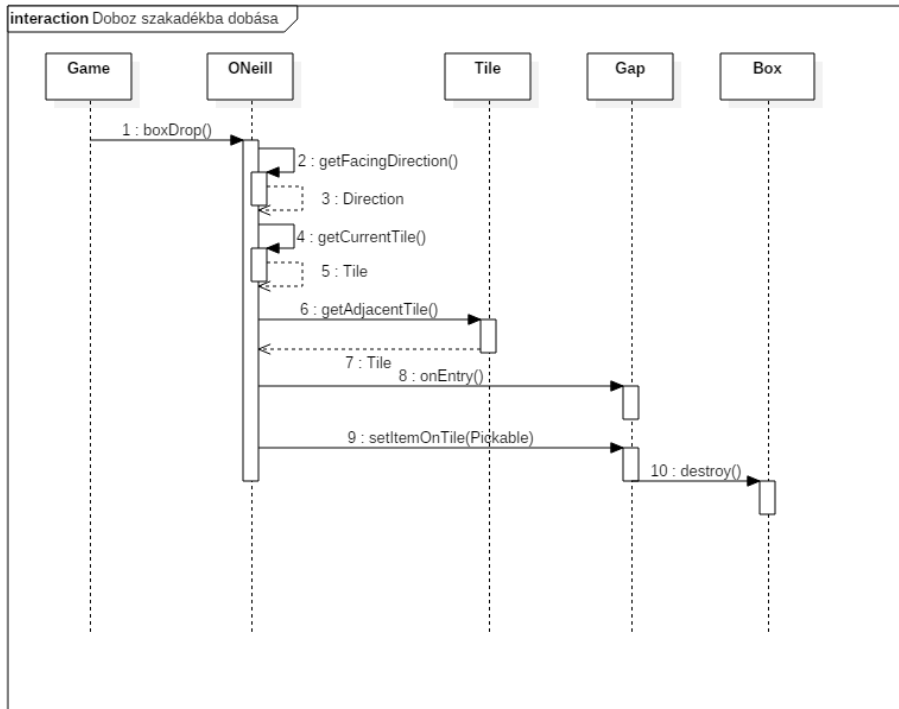 interaction Doboz szakadékba dobása
Game ONeill Tile Gap Box
1 : boxDrop()
2 : getFacingDirection()
3 : Direction
4 : getCurrentTile()
5 : Tile
6 : getAdjacentTile()
7 : Tile
8 : onEntry()
9 : setItemOnTile(Pickable)
10 : destroy()